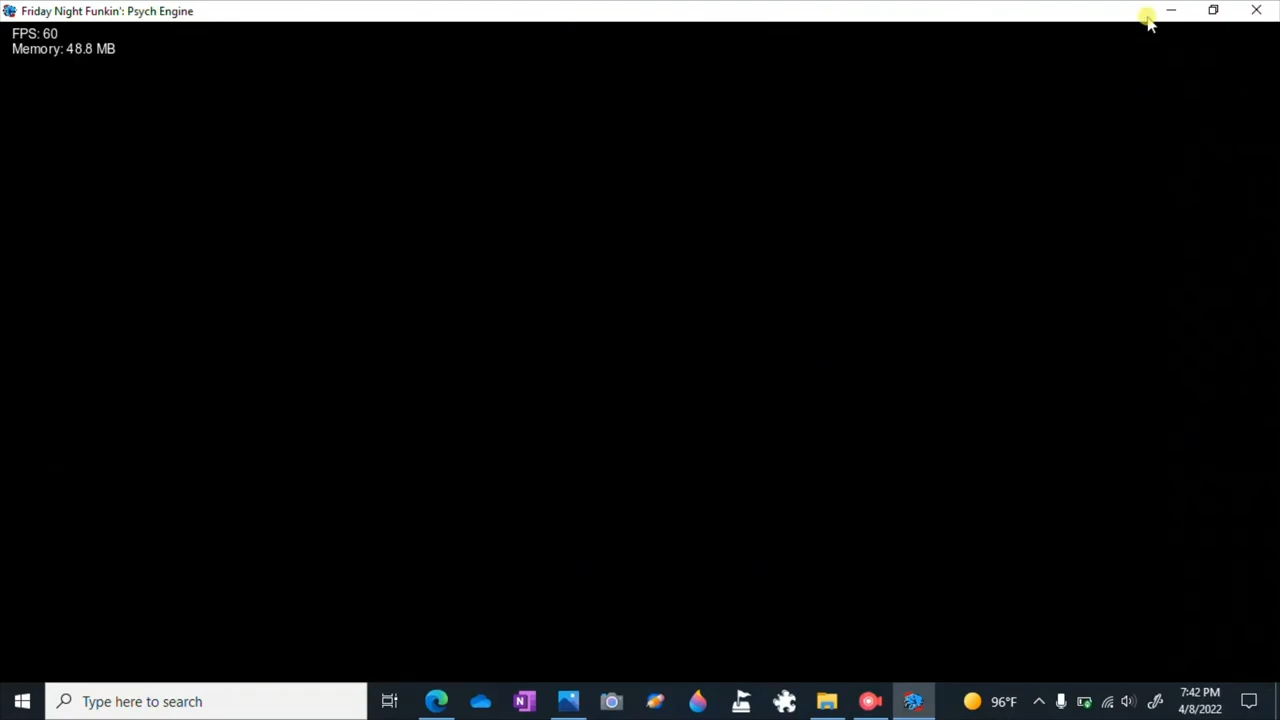 Friday Night Funkin': Psych Engine
FPS: 60
Memory: 48.8 MB
Type here to search
96°F
7:42 PM
4/8/2022